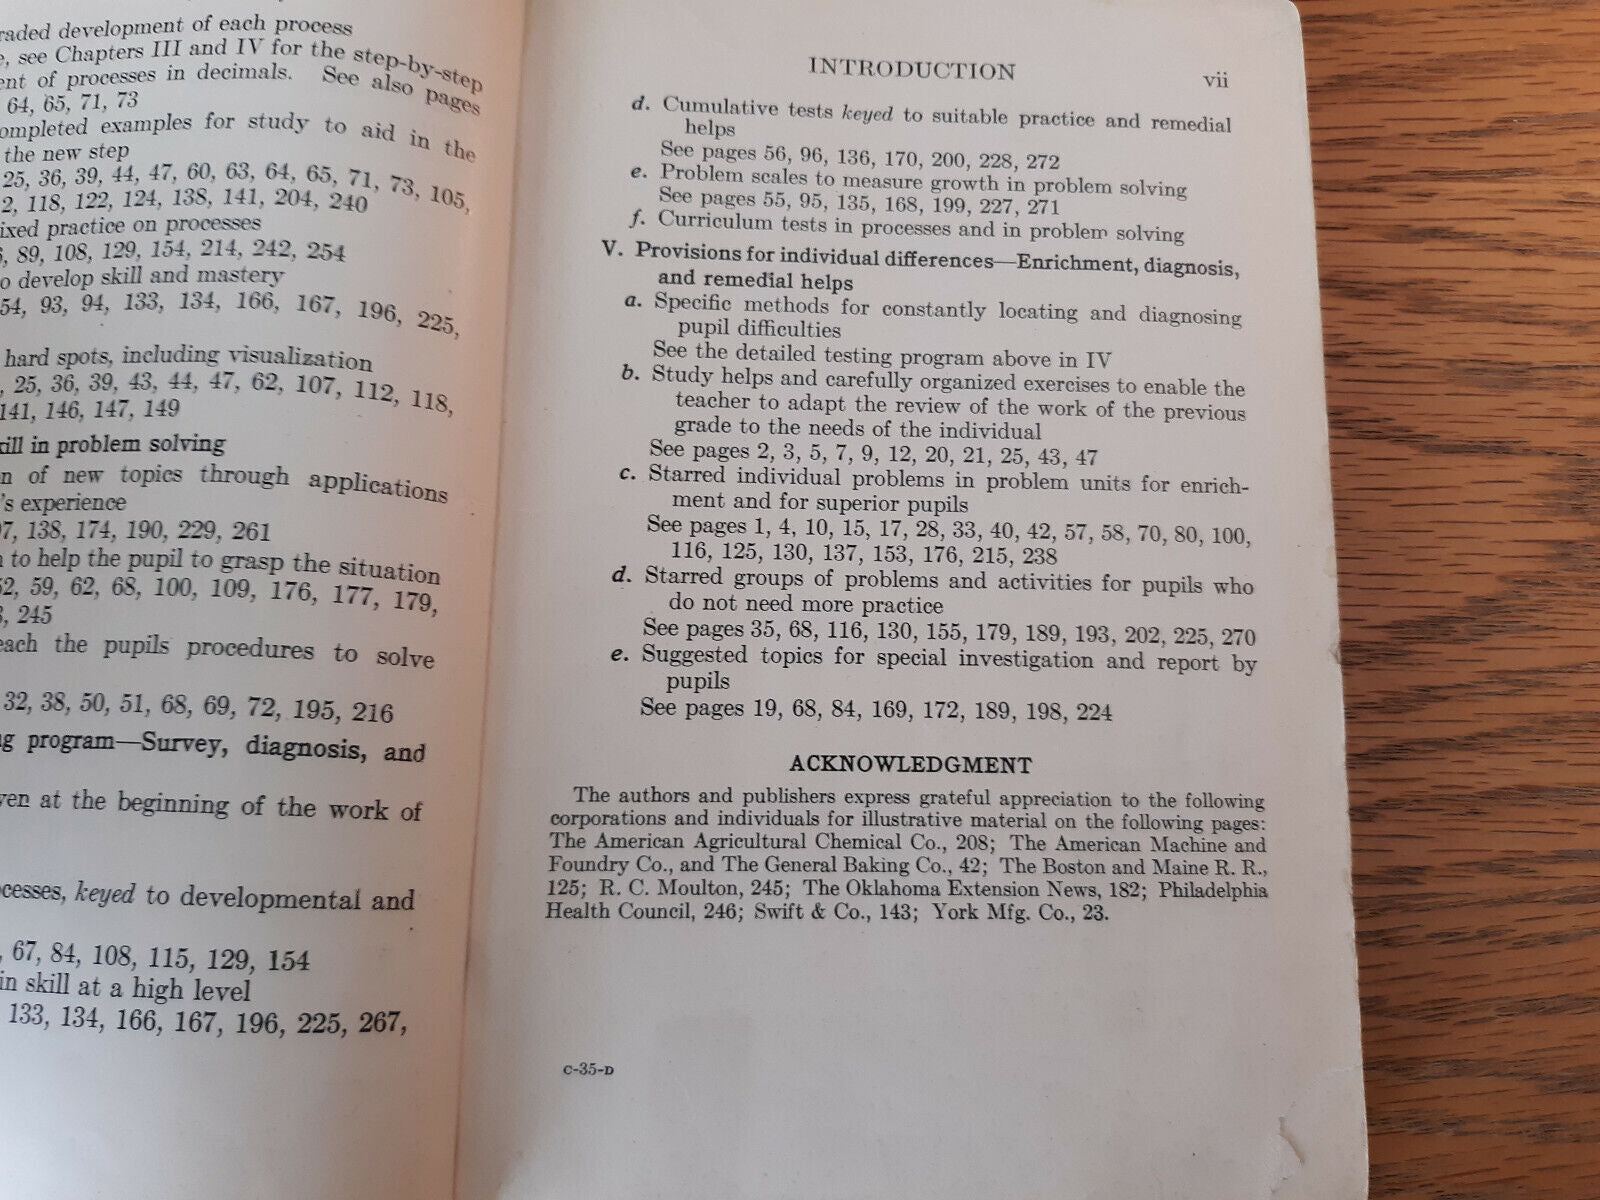 raded development of each process
e, see Chapters III and IV for the step-by-step
ent of processes in decimals. See also pages
64, 65, 71, 73
ompleted examples for study to aid in the
the new step
25, 36, 39, 44, 47, 60, 63, 64, 65, 71, 73, 105,
2, 118, 122, 124, 138, 141, 204, 240
ixed practice on processes
, 89, 108, 129, 154, 214, 242, 254
o develop skill and mastery
54, 93, 94, 133, 134, 166, 167, 196, 225,
hard spots, including visualization
, 25, 36, 39, 43, 44, 47, 62, 107, 112, 118,
141, 146, 147, 149
kill in problem solving
n of new topics through applications
's experience
97, 138, 174, 190, 229, 261
n to help the pupil to grasp the situation
52, 59, 62, 68, 100, 109, 176, 177, 179,
, 245
each the pupils procedures to solve
32, 38, 50, 51, 68, 69, 72, 195, 216
ng program—Survey, diagnosis, and
ven at the beginning of the work of
ocesses, keyed to developmental and
, 67, 84, 108, 115, 129, 154
in skill at a high level
133, 134, 166, 167, 196, 225, 267,
INTRODUCTION vii
d. Cumulative tests keyed to suitable practice and remedial
helps
See pages 56, 96, 136, 170, 200, 228, 272
e. Problem scales to measure growth in problem solving
See pages 55, 95, 135, 168, 199, 227, 271
f. Curriculum tests in processes and in problem solving
V. Provisions for individual differences—Enrichment, diagnosis,
and remedial helps
a. Specific methods for constantly locating and diagnosing
pupil difficulties
See the detailed testing program above in IV
b. Study helps and carefully organized exercises to enable the
teacher to adapt the review of the work of the previous
grade to the needs of the individual
See pages 2, 3, 5, 7, 9, 12, 20, 21, 25, 43, 47
c. Starred individual problems in problem units for enrich-
ment and for superior pupils
See pages 1, 4, 10, 15, 17, 28, 33, 40, 42, 57, 58, 70, 80, 100,
116, 125, 130, 137, 153, 176, 215, 238
d. Starred groups of problems and activities for pupils who
do not need more practice
See pages 35, 68, 116, 130, 155, 179, 189, 193, 202, 225, 270
e. Suggested topics for special investigation and report by
pupils
See pages 19, 68, 84, 169, 172, 189, 198, 224
ACKNOWLEDGMENT
The authors and publishers express grateful appreciation to the following
corporations and individuals for illustrative material on the following pages:
The American Agricultural Chemical Co., 208; The American Machine and
Foundry Co., and The General Baking Co., 42; The Boston and Maine R. R.,
125; R. C. Moulton, 245; The Oklahoma Extension News, 182; Philadelphia
Health Council, 246; Swift & Co., 143; York Mfg. Co., 23.
C-35-D